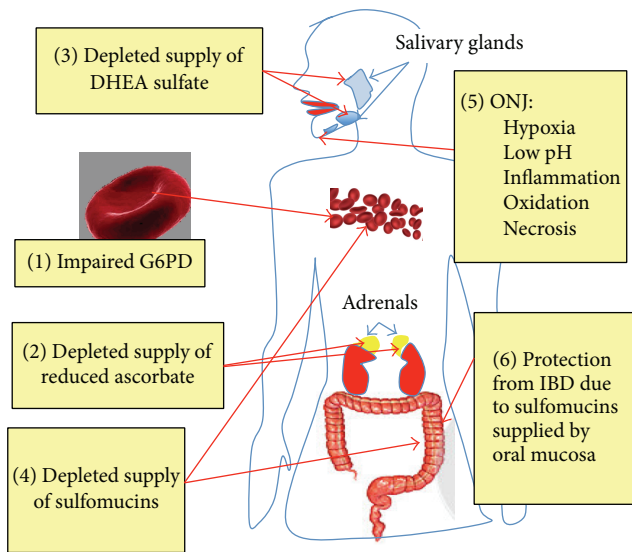 (3) Depleted supply of
DHEA sulfate
Salivary glands
(5) ONJ:
Hypoxia
Low pH
Inflammation
Oxidation
Necrosis
(1) Impaired G6PD
Adrenals
(2) Depleted supply of
reduced ascorbate
(6) Protection
from IBD due
to sulfomucins
supplied by
oral mucosa
(4) Depleted supply
of sulfomucins